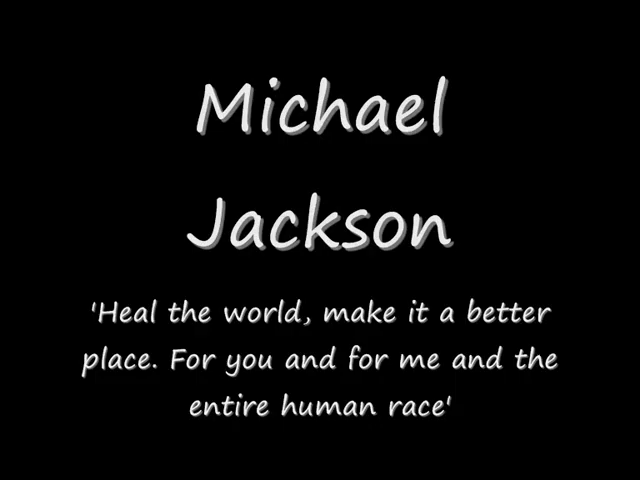 Michael
Jackson
'Heal the world, make it a better
place. For you and for me and the
entire human race'